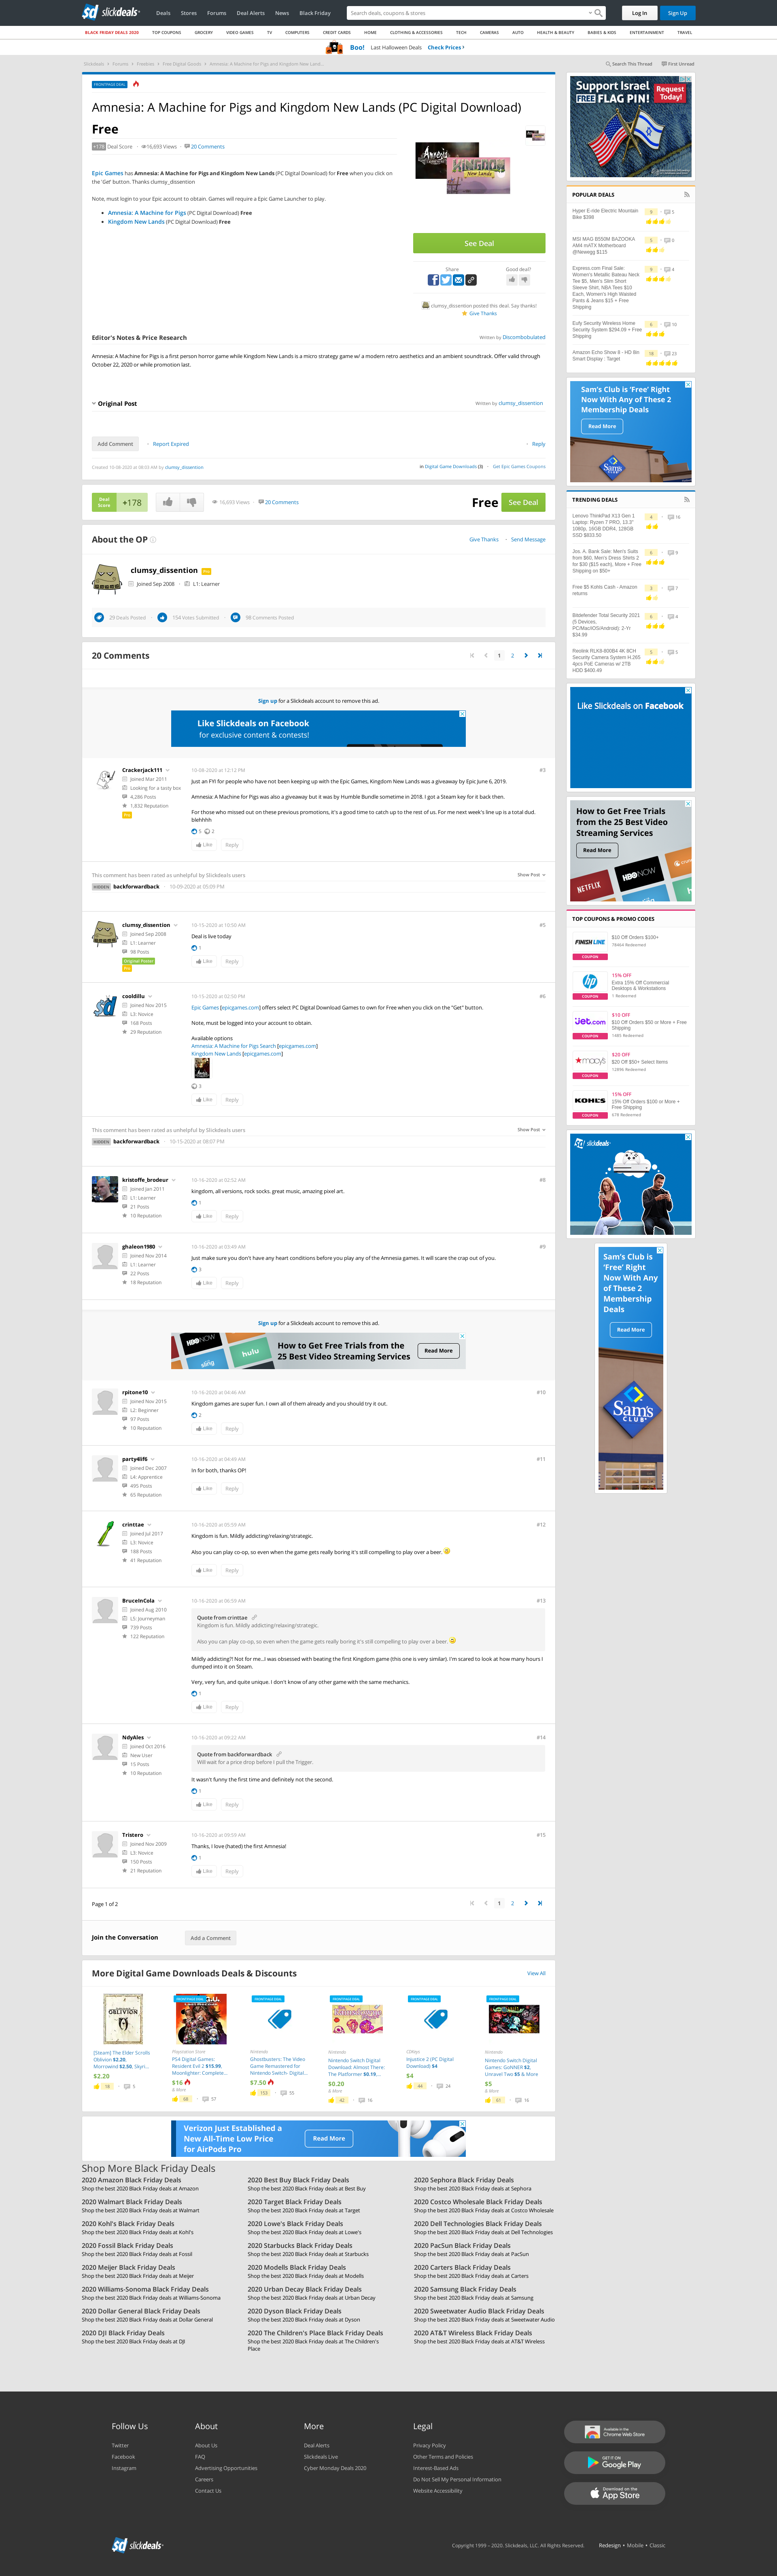 slickdeals
Deals Stores Forums Deal Alerts News Black Friday
Search deals, coupons & stores
Log In Sign Up
BLACK FRIDAY DEALS 2020 TOP COUPONS GROCERY VIDEO GAMES TV COMPUTERS CREDIT CARDS HOME CLOTHING & ACCESSORIES TECH CAMERAS AUTO HEALTH & BEAUTY BABIES & KIDS ENTERTAINMENT TRAVEL
Boo! Last Halloween Deals Check Prices
Slickdeals Forums Freebies Free Digital Goods Amnesia: A Machine for Pigs and Kingdom New Land...
Search This Thread First Unread
FRONTPAGE DEAL
Amnesia: A Machine for Pigs and Kingdom New Lands (PC Digital Download)
Free
+178 Deal Score 16,693 Views 20 Comments
Epic Games has Amnesia: A Machine for Pigs and Kingdom New Lands (PC Digital Download) for Free when you click on
the 'Get' button. Thanks clumsy_dissention
Note, must login to your Epic account to obtain. Games will require a Epic Game Launcher to play.
Amnesia: A Machine for Pigs (PC Digital Download) Free
Kingdom New Lands (PC Digital Download) Free
See Deal
Share Good deal?
clumsy_dissention posted this deal. Say thanks!
Give Thanks
Editor's Notes & Price Research Written by Discombobulated
Amnesia: A Machine for Pigs is a first person horror game while Kingdom New Lands is a micro strategy game w/ a modern retro aesthetics and an ambient soundtrack. Offer valid through
October 22, 2020 or while promotion last.
Original Post Written by clumsy_dissention
Add Comment Report Expired Reply
Created 10-08-2020 at 08:59 AM by clumsy_dissention
in Digital Game Downloads (3) Get Epic Games Coupons
Deal
Score +178 16,693 Views 20 Comments Free See Deal
About the OP Give Thanks Send Message
clumsy_dissention Pro
Joined Sep 2008 L1: Learner
29 Deals Posted 154 Votes Submitted 98 Comments Posted
20 Comments 1 2
Sign up for a Slickdeals account to remove this ad.
Like Slickdeals on Facebook
for exclusive content & contests!
Crackerjack111 10-08-2020 at 12:12 PM #3
Joined Mar 2011
Looking for a tasty box
4,286 Posts
1,832 Reputation
Pro
Just an FYI for people who have not been keeping up with the Epic Games, Kingdom New Lands was a giveaway by Epic June 6, 2019.
Amnesia: A Machine for Pigs was also a giveaway but it was by Humble Bundle sometime in 2018. I got a Steam key for it back then.
For those who missed out on these previous promotions, it's a good time to catch up to the rest of us. For me next week's line up is a total dud.
blehhhh
5 2
Like Reply
This comment has been rated as unhelpful by Slickdeals users Show Post
HIDDEN backforwardback 10-09-2020 at 05:09 PM
clumsy_dissention 10-15-2020 at 10:50 AM #5
Joined Sep 2008
L1: Learner
98 Posts
Original Poster
Pro
Deal is live today
1
Like Reply
cooldillu 10-15-2020 at 02:50 PM #6
Joined Nov 2015
L3: Novice
168 Posts
29 Reputation
Epic Games [epicgames.com] offers select PC Digital Download Games to own for Free when you click on the "Get" button.
Note, must be logged into your account to obtain.
Available options
Amnesia: A Machine for Pigs Search [epicgames.com]
Kingdom New Lands [epicgames.com]
3
Like Reply
This comment has been rated as unhelpful by Slickdeals users Show Post
HIDDEN backforwardback 10-15-2020 at 08:07 PM
kristoffe_brodeur 10-16-2020 at 02:52 AM #8
Joined Jan 2011
L1: Learner
21 Posts
10 Reputation
kingdom, all versions, rock socks, great music, amazing pixel art.
1
Like Reply
ghaleon1980 10-16-2020 at 03:49 AM #9
Joined Nov 2014
L1: Learner
22 Posts
18 Reputation
Just make sure you don't have any heart conditions before you play any of the Amnesia games. It will scare the crap out of you.
3
Like Reply
Sign up for a Slickdeals account to remove this ad.
How to Get Free Trials from the
25 Best Video Streaming Services
Read More
rpitone10 10-16-2020 at 04:46 AM #10
Joined Nov 2015
L2: Beginner
97 Posts
10 Reputation
Kingdom games are super fun. I own all of them already and you should try it out.
2
Like Reply
party4lif6 10-16-2020 at 04:49 AM #11
Joined Dec 2007
L4: Apprentice
495 Posts
65 Reputation
In for both, thanks OP!
Like Reply
crinttae 10-16-2020 at 05:59 AM #12
Joined Jul 2017
L3: Novice
188 Posts
41 Reputation
Kingdom is fun. Mildly addicting/relaxing/strategic.
Also you can play co-op, so even when the game gets really boring it's still compelling to play over a beer.
Like Reply
BruceInCola 10-16-2020 at 06:59 AM #13
Joined Aug 2010
L5: Journeyman
739 Posts
122 Reputation
Quote from crinttae
Kingdom is fun. Mildly addicting/relaxing/strategic.
Also you can play co-op, so even when the game gets really boring it's still compelling to play over a beer.
Mildly addicting?! Not for me...I was obsessed with beating the first Kingdom game (this one is very similar). I'm scared to look at how many hours I
dumped into it on Steam.
Very, very fun, and quite unique. I don't know of any other game with the same mechanics.
1
Like Reply
NdyAles 10-16-2020 at 09:22 AM #14
Joined Oct 2016
New User
15 Posts
10 Reputation
Quote from backforwardback
Will wait for a price drop before I pull the Trigger.
It wasn't funny the first time and definitely not the second.
1
Like Reply
Tristero 10-16-2020 at 09:59 AM #15
Joined Nov 2009
L3: Novice
150 Posts
21 Reputation
Thanks, I love (hated) the first Amnesia!
1
Like Reply
Page 1 of 2 1 2
Join the Conversation Add a Comment
More Digital Game Downloads Deals & Discounts View All
[Steam] The Elder Scrolls
Oblivion $2.20,
Morrowind $2.50, Skyri...
$2.20
18 5
FRONTPAGE DEAL
Playstation Store
PS4 Digital Games:
Resident Evil 2 $15.99,
Moonlighter: Complete...
$16
& More
68 57
FRONTPAGE DEAL
Nintendo
Ghostbusters: The Video
Game Remastered for
Nintendo Switch- Digital...
$7.50
153 55
FRONTPAGE DEAL
Nintendo
Nintendo Switch Digital
Download: Almost There:
The Platformer $0.19,...
$0.20
& More
42 16
FRONTPAGE DEAL
CDKeys
Injustice 2 (PC Digital
Download) $4
$4
44 24
FRONTPAGE DEAL
Nintendo
Nintendo Switch Digital
Games: GoNNER $2,
Unravel Two $5 & More
$5
& More
61 16
Verizon Just Established a
New All-Time Low Price
for AirPods Pro
Read More
Shop More Black Friday Deals
2020 Amazon Black Friday Deals
Shop the best 2020 Black Friday deals at Amazon
2020 Best Buy Black Friday Deals
Shop the best 2020 Black Friday deals at Best Buy
2020 Sephora Black Friday Deals
Shop the best 2020 Black Friday deals at Sephora
2020 Walmart Black Friday Deals
Shop the best 2020 Black Friday deals at Walmart
2020 Target Black Friday Deals
Shop the best 2020 Black Friday deals at Target
2020 Costco Wholesale Black Friday Deals
Shop the best 2020 Black Friday deals at Costco Wholesale
2020 Kohl's Black Friday Deals
Shop the best 2020 Black Friday deals at Kohl's
2020 Lowe's Black Friday Deals
Shop the best 2020 Black Friday deals at Lowe's
2020 Dell Technologies Black Friday Deals
Shop the best 2020 Black Friday deals at Dell Technologies
2020 Fossil Black Friday Deals
Shop the best 2020 Black Friday deals at Fossil
2020 Starbucks Black Friday Deals
Shop the best 2020 Black Friday deals at Starbucks
2020 PacSun Black Friday Deals
Shop the best 2020 Black Friday deals at PacSun
2020 Meijer Black Friday Deals
Shop the best 2020 Black Friday deals at Meijer
2020 Modells Black Friday Deals
Shop the best 2020 Black Friday deals at Modells
2020 Carters Black Friday Deals
Shop the best 2020 Black Friday deals at Carters
2020 Williams-Sonoma Black Friday Deals
Shop the best 2020 Black Friday deals at Williams-Sonoma
2020 Urban Decay Black Friday Deals
Shop the best 2020 Black Friday deals at Urban Decay
2020 Samsung Black Friday Deals
Shop the best 2020 Black Friday deals at Samsung
2020 Dollar General Black Friday Deals
Shop the best 2020 Black Friday deals at Dollar General
2020 Dyson Black Friday Deals
Shop the best 2020 Black Friday deals at Dyson
2020 Sweetwater Audio Black Friday Deals
Shop the best 2020 Black Friday deals at Sweetwater Audio
2020 DJI Black Friday Deals
Shop the best 2020 Black Friday deals at DJI
2020 The Children's Place Black Friday Deals
Shop the best 2020 Black Friday deals at The Children's
Place
2020 AT&T Wireless Black Friday Deals
Shop the best 2020 Black Friday deals at AT&T Wireless
Support Israel
FREE FLAG PIN!
Request
Today!
POPULAR DEALS
Hyper E-ride Electric Mountain
Bike $398
9 5
MSI MAG B550M BAZOOKA
AM4 mATX Motherboard
@Newegg $115
5 0
Express.com Final Sale:
Women's Metallic Bateau Neck
Tee $5, Men's Slim Short
Sleeve Shirt, NBA Tees $10
Each, Women's High Waisted
Pants & Jeans $15 + Free
Shipping
9 4
Eufy Security Wireless Home
Security System $294.09 + Free
Shipping
6 10
Amazon Echo Show 8 - HD 8in
Smart Display : Target
18 23
Sam's Club is 'Free' Right
Now With Any of These 2
Membership Deals
Read More
Sam's
TRENDING DEALS
Lenovo ThinkPad X13 Gen 1
Laptop: Ryzen 7 PRO, 13.3"
1080p, 16GB DDR4, 128GB
SSD $833.50
4 16
Jos. A. Bank Sale: Men's Suits
from $60, Men's Dress Shirts 2
for $30 ($15 each), More + Free
Shipping on $50+
6 9
Free $5 Kohls Cash - Amazon
returns
3 7
Bitdefender Total Security 2021
(5 Devices,
PC/MacIOS/Android): 2-Yr
$34.99
6 4
Reolink RLK8-800B4 4K 8CH
Security Camera System H.265
4pcs PoE Cameras w/ 2TB
HDD $400.49
5 5
Like Slickdeals on Facebook
How to Get Free Trials
from the 25 Best Video
Streaming Services
Read More
NETFLIX HBO NOW
TOP COUPONS & PROMO CODES
FINISH LINE
COUPON
$10 Off Orders $100+
78464 Redeemed
hp
COUPON
15% OFF
Extra 15% Off Commercial
Desktops & Workstations
1 Redeemed
Jet.com
COUPON
$10 OFF
$10 Off Orders $50 or More + Free
Shipping
1485 Redeemed
macys
COUPON
$20 OFF
$20 Off $50+ Select Items
12936 Redeemed
KOHL'S
COUPON
15% OFF
15% Off Orders $100 or More +
Free Shipping
678 Redeemed
slickdeals
Sam's Club is
'Free' Right
Now With Any
of These 2
Membership
Deals
Read More
Sam's
CLUB
Follow Us
Twitter
Facebook
Instagram
About
About Us
FAQ
Advertising Opportunities
Careers
Contact Us
More
Deal Alerts
Slickdeals Live
Cyber Monday Deals 2020
Legal
Privacy Policy
Other Terms and Policies
Interest-Based Ads
Do Not Sell My Personal Information
Website Accessibility
Available in the
Chrome Web Store
GET IT ON
Google Play
Download on the
App Store
slickdeals
Copyright 1999 - 2020. Slickdeals, LLC. All Rights Reserved. Redesign • Mobile • Classic